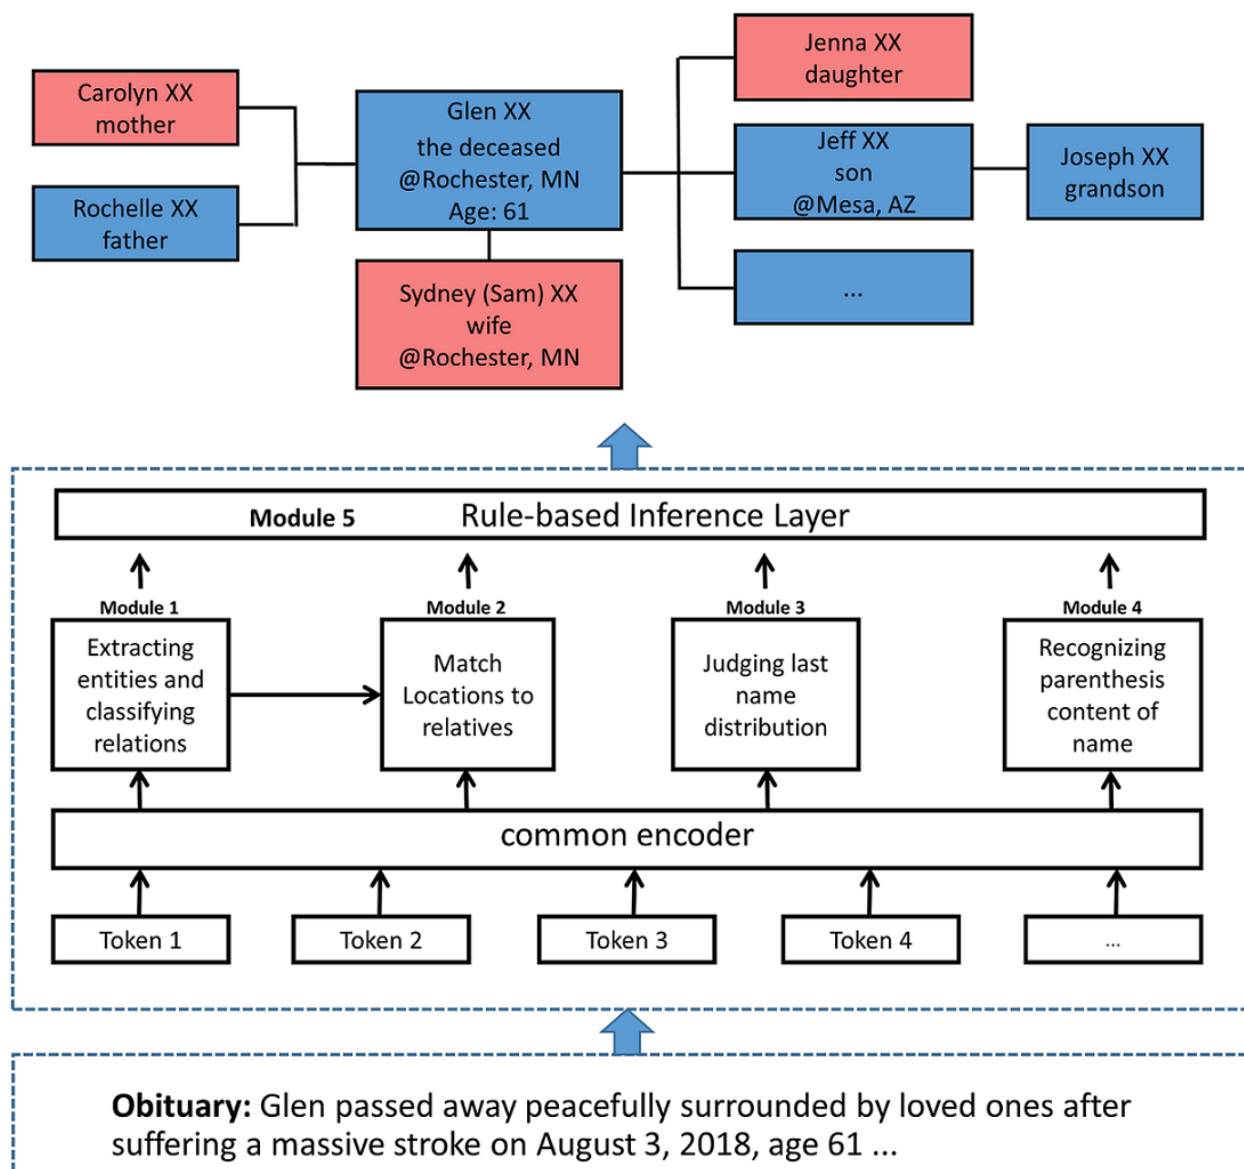 Carolyn XX
mother
Rochelle XX
father
Glen XX
the deceased
@Rochester, MN
Age: 61
Sydney (Sam) XX
wife
@Rochester, MN
Jenna XX
daughter
Jeff XX
son
@Mesa, AZ
...
Joseph XX
grandson
Module 5 Rule-based Inference Layer
Module 1
Extracting
entities and
classifying
relations
Module 2
Match
Locations to
relatives
Module 3
Judging last
name
distribution
Module 4
Recognizing
parenthesis
content of
name
common encoder
Token 1
Token 2
Token 3
Token 4
...
Obituary: Glen passed away peacefully surrounded by loved ones after
suffering a massive stroke on August 3, 2018, age 61 ...